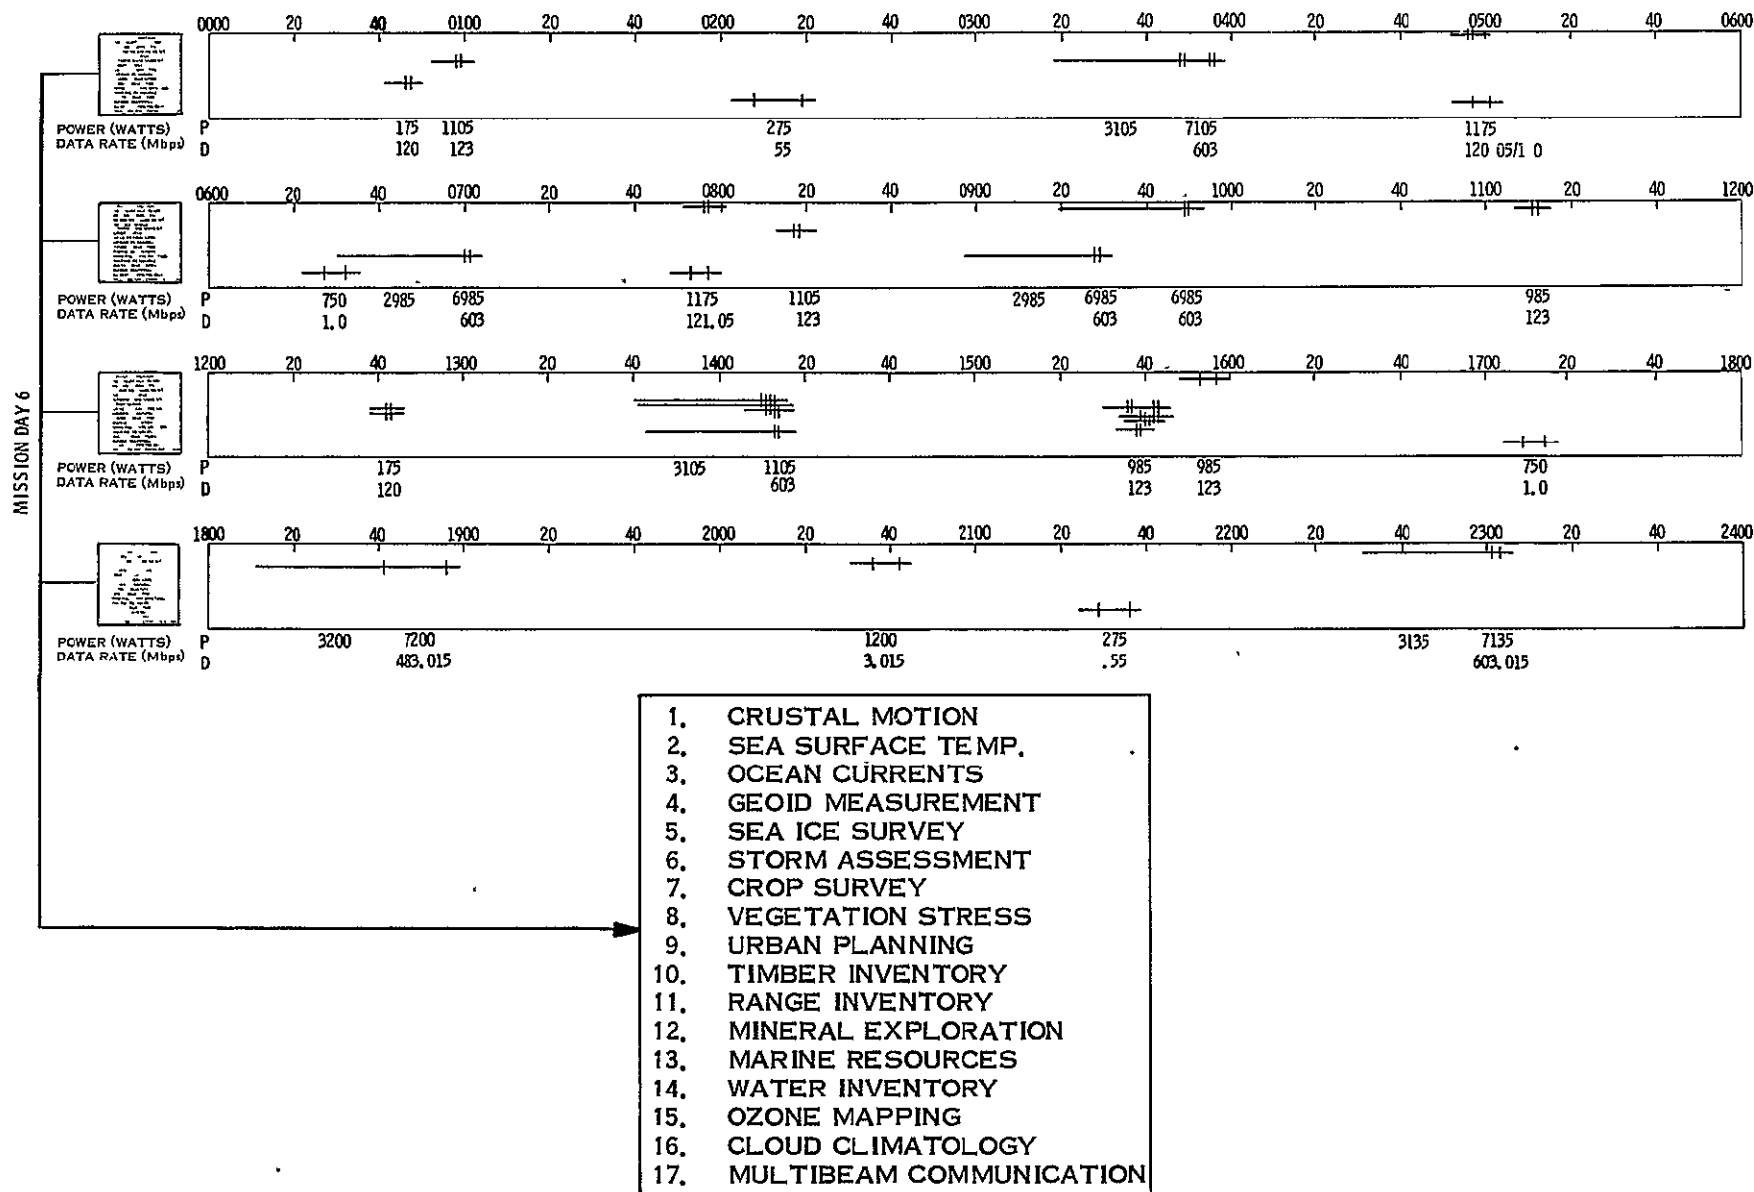 MISSION DAY 6
0000 20 40 0100 20 40 0200 20 40 0300 20 40 0400 20 40 0500 20 40 0600
POWER (WATTS) P 175 1105 275 3105 7105 1175
DATA RATE (Mbps) D 120 123 55 603 120 05/1 0
0600 20 40 0700 20 40 0800 20 40 0900 20 40 1000 20 40 1100 20 40 1200
POWER (WATTS) P 750 2985 6985 1175 1105 2985 6985 6985 985
DATA RATE (Mbps) D 1.0 603 121.05 123 603 603 123
1200 20 40 1300 20 40 1400 20 40 1500 20 40 1600 20 40 1700 20 40 1800
POWER (WATTS) P 175 3105 1105 985 985 750
DATA RATE (Mbps) D 120 603 123 123 1.0
1800 20 40 1900 20 40 2000 20 40 2100 20 40 2200 20 40 2300 20 40 2400
POWER (WATTS) P 3200 7200 1200 275 3135 7135
DATA RATE (Mbps) D 483.015 3.015 .55 603.015
1. CRUSTAL MOTION
2. SEA SURFACE TEMP.
3. OCEAN CURRENTS
4. GEOID MEASUREMENT
5. SEA ICE SURVEY
6. STORM ASSESSMENT
7. CROP SURVEY
8. VEGETATION STRESS
9. URBAN PLANNING
10. TIMBER INVENTORY
11. RANGE INVENTORY
12. MINERAL EXPLORATION
13. MARINE RESOURCES
14. WATER INVENTORY
15. OZONE MAPPING
16. CLOUD CLIMATOLOGY
17. MULTIBEAM COMMUNICATION